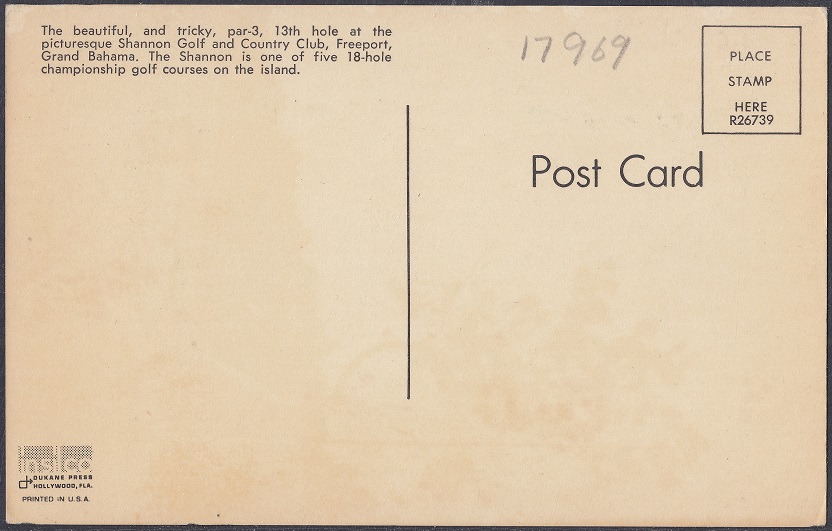 The beautiful, and tricky, par-3, 13th hole at the
picturesque Shannon Golf and Country Club, Freeport,
Grand Bahama. The Shannon is one of five 18-hole
championship golf courses on the island.
17969
PLACE
STAMP
HERE
R26739
Post Card
insco
DUKANE PRESS
HOLLYWOOD, FLA.
PRINTED IN U.S.A.